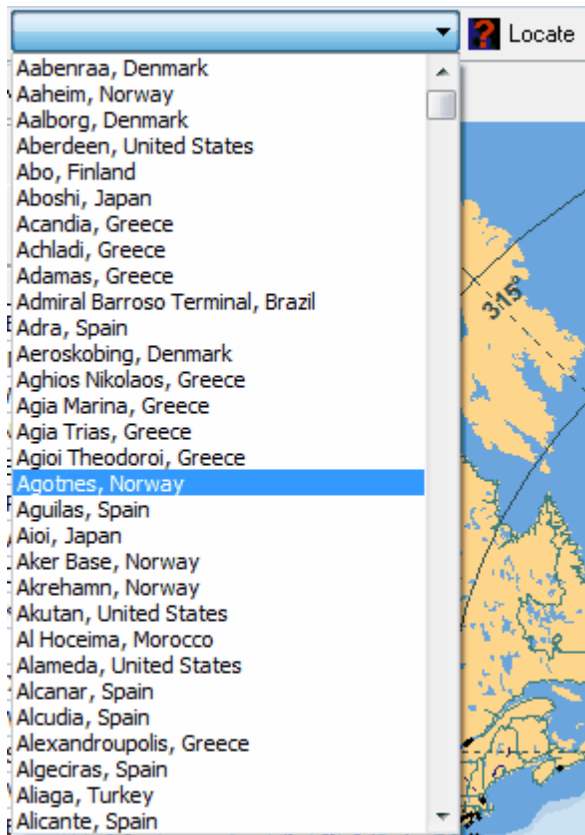 Locate
Aabenraa, Denmark
Aaheim, Norway
Aalborg, Denmark
Aberdeen, United States
Abo, Finland
Aboshi, Japan
Acandia, Greece
Achladi, Greece
Adamas, Greece
Admiral Barroso Terminal, Brazil
Adra, Spain
Aeroskobing, Denmark
Aghios Nikolaos, Greece
Agia Marina, Greece
Agia Trias, Greece
Agioi Theodoroi, Greece
Agotnes, Norway
Aguilas, Spain
Aioi, Japan
Aker Base, Norway
Akrehamn, Norway
Akutan, United States
Al Hoceima, Morocco
Alameda, United States
Alcanar, Spain
Alcudia, Spain
Alexandroupolis, Greece
Algeciras, Spain
Aliaga, Turkey
Alicante, Spain
315°